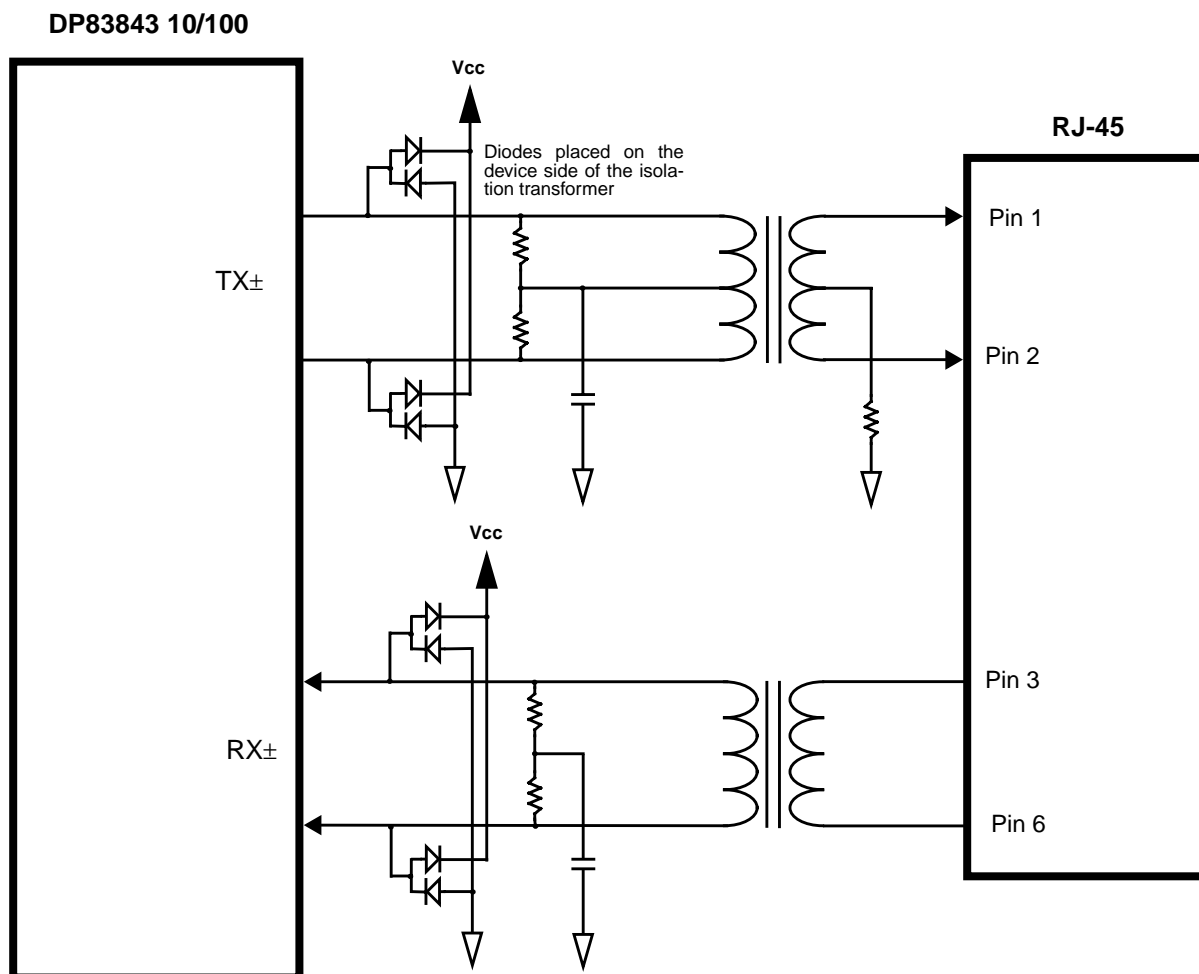 DP83843 10/100
Vcc
RJ-45
Diodes placed on the
device side of the isola-
tion transformer
Pin 1
TX±
Pin 2
Vcc
Pin 3
RX±
Pin 6